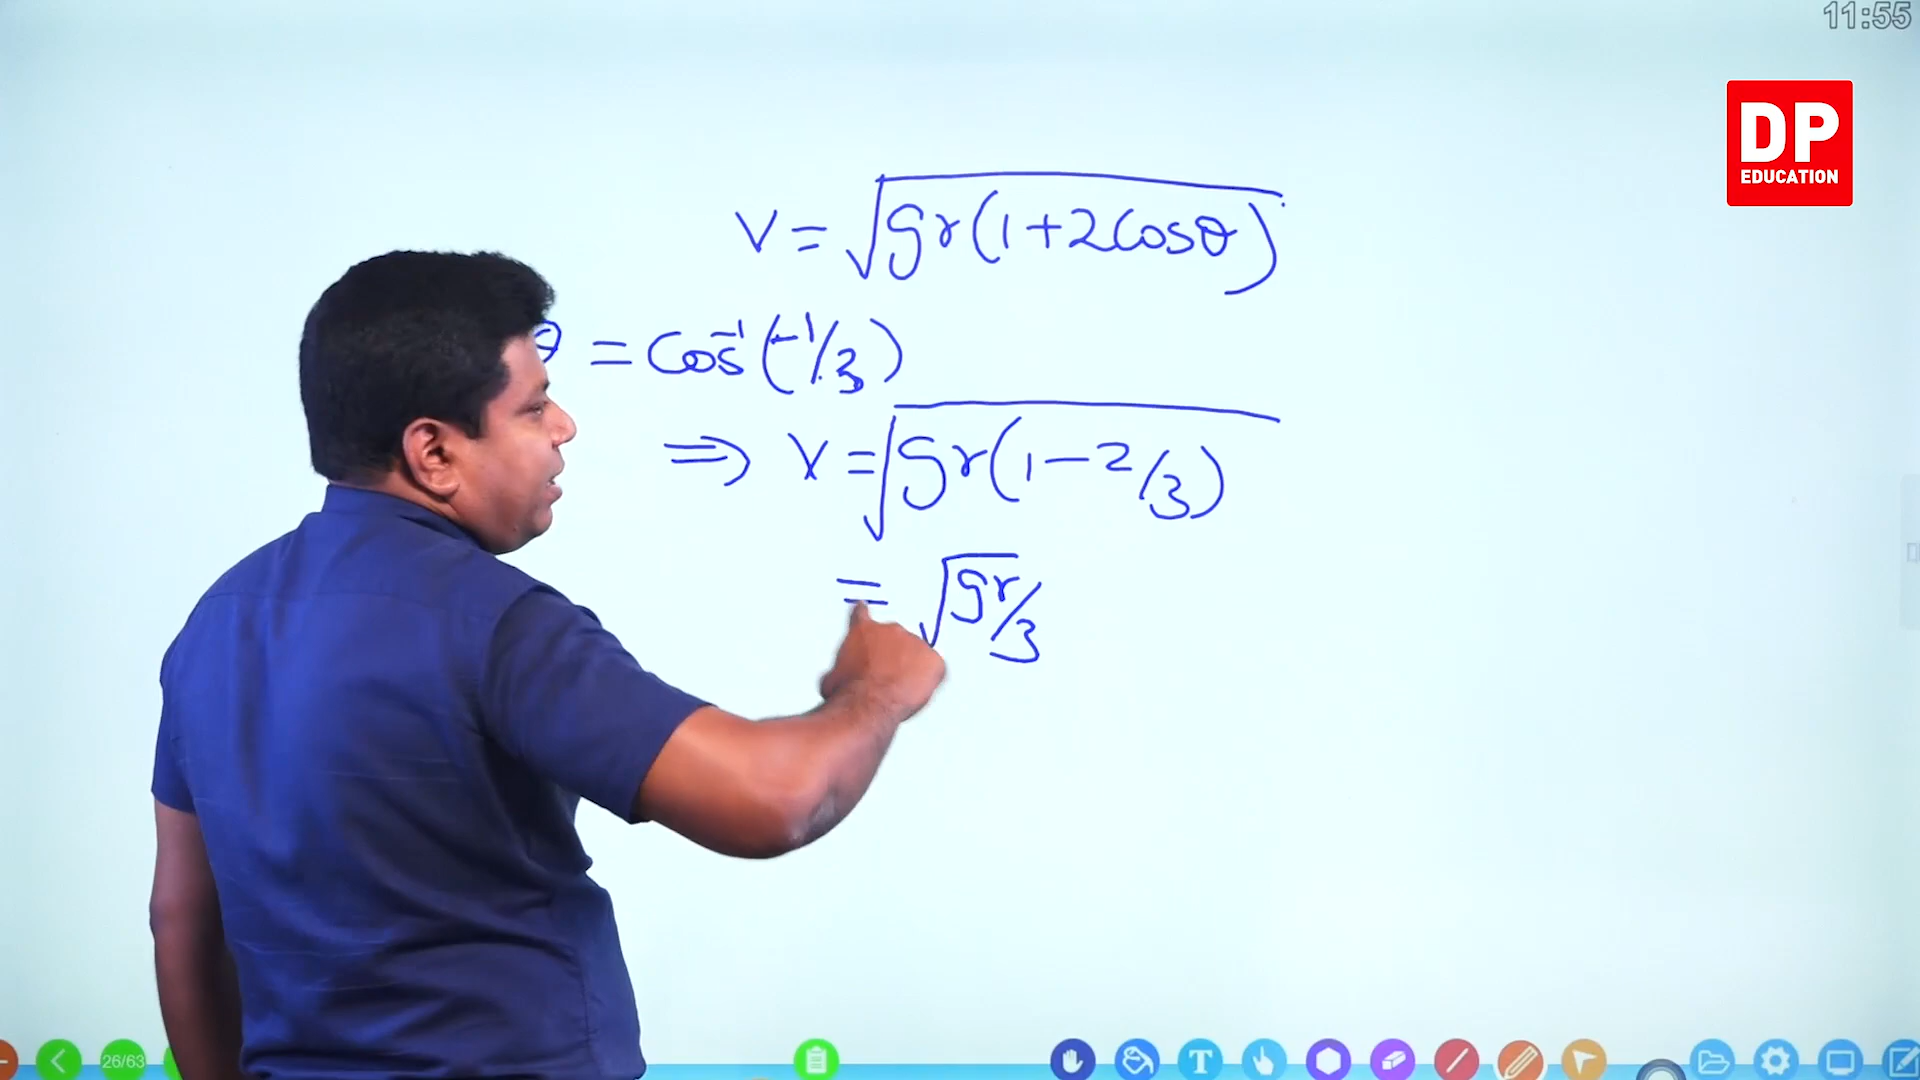 11:55
DP
EDUCATION
v = √gr(1+2cosθ)
θ = cos⁻¹(-1/3)
⇒ v = √gr(1-2/3)
= √gr/3
26/63
T